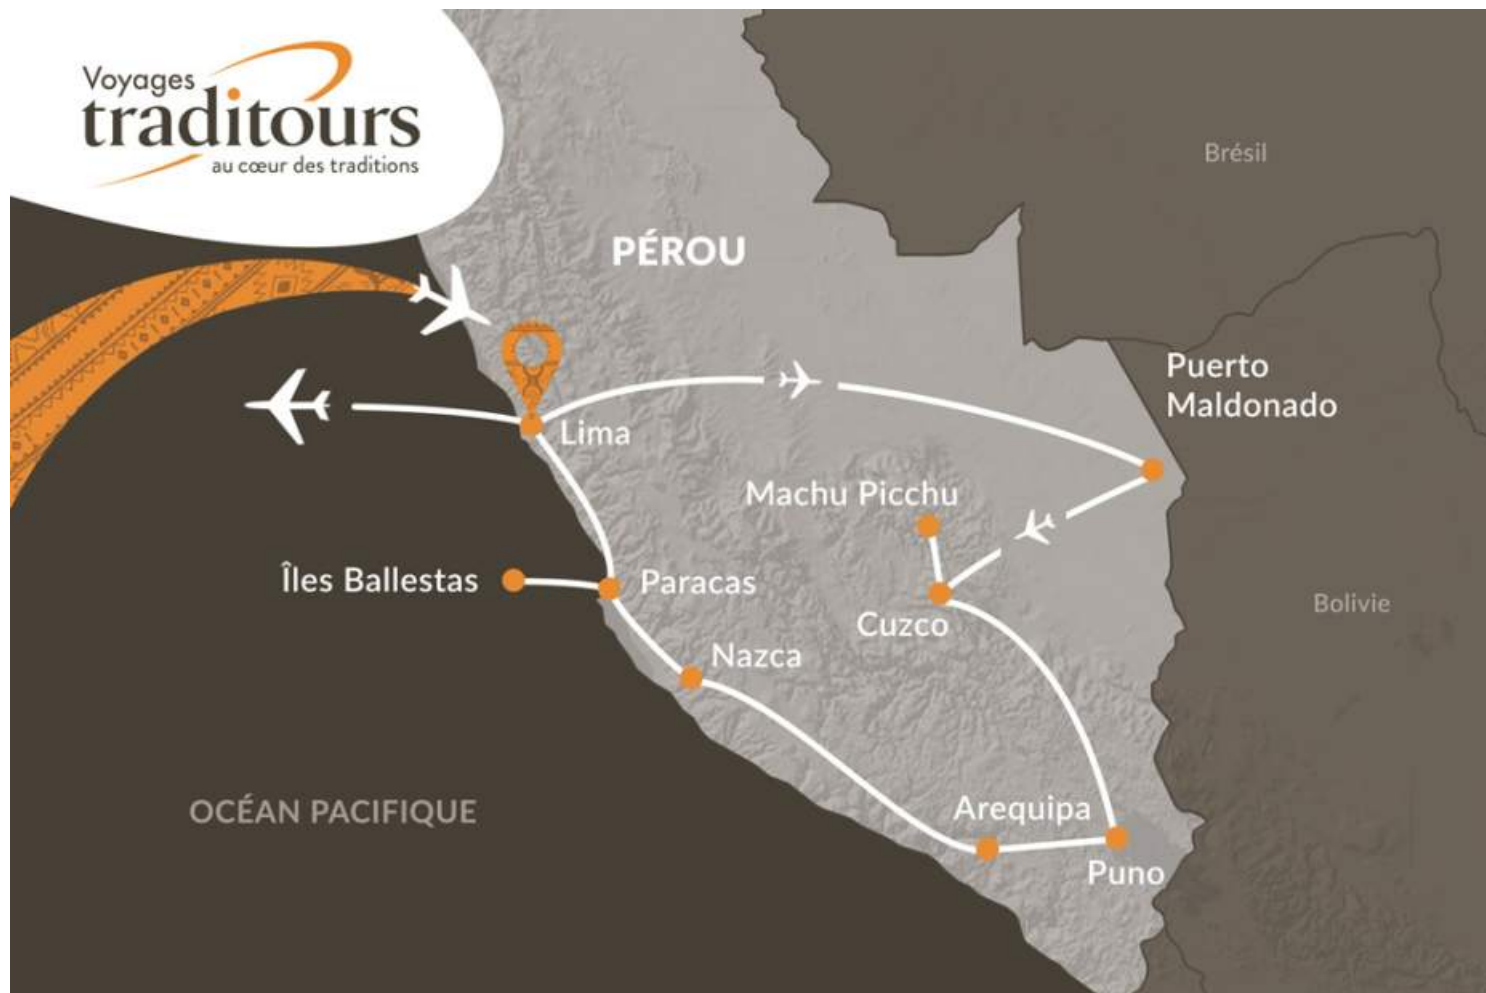 Voyages
traditours
au cœur des traditions
Brésil
PÉROU
Puerto
Maldonado
Lima
Machu Picchu
Îles Ballestas
Paracas
Cuzco
Bolivie
Nazca
OCÉAN PACIFIQUE
Arequipa
Puno